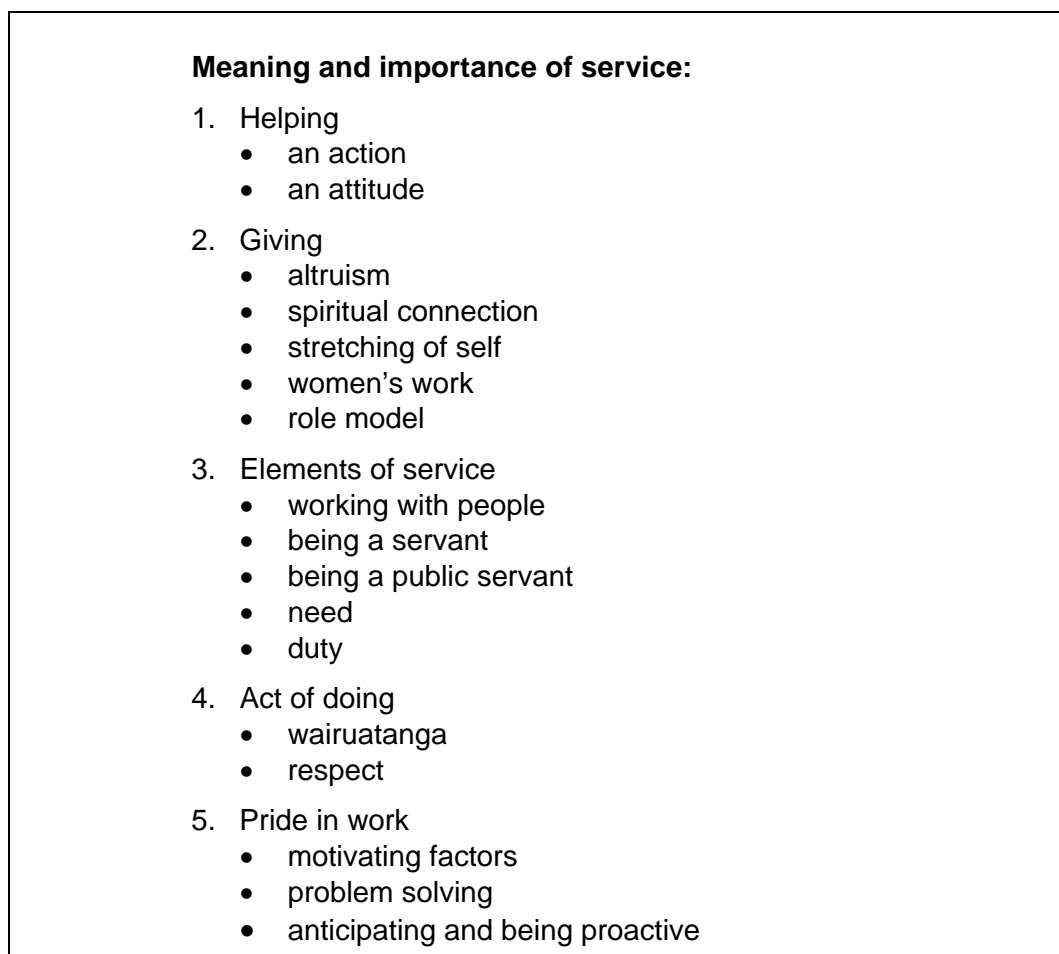 Meaning and importance of service:
1. Helping
• an action
• an attitude
2. Giving
• altruism
• spiritual connection
• stretching of self
• women’s work
• role model
3. Elements of service
• working with people
• being a servant
• being a public servant
• need
• duty
4. Act of doing
• wairuatanga
• respect
5. Pride in work
• motivating factors
• problem solving
• anticipating and being proactive